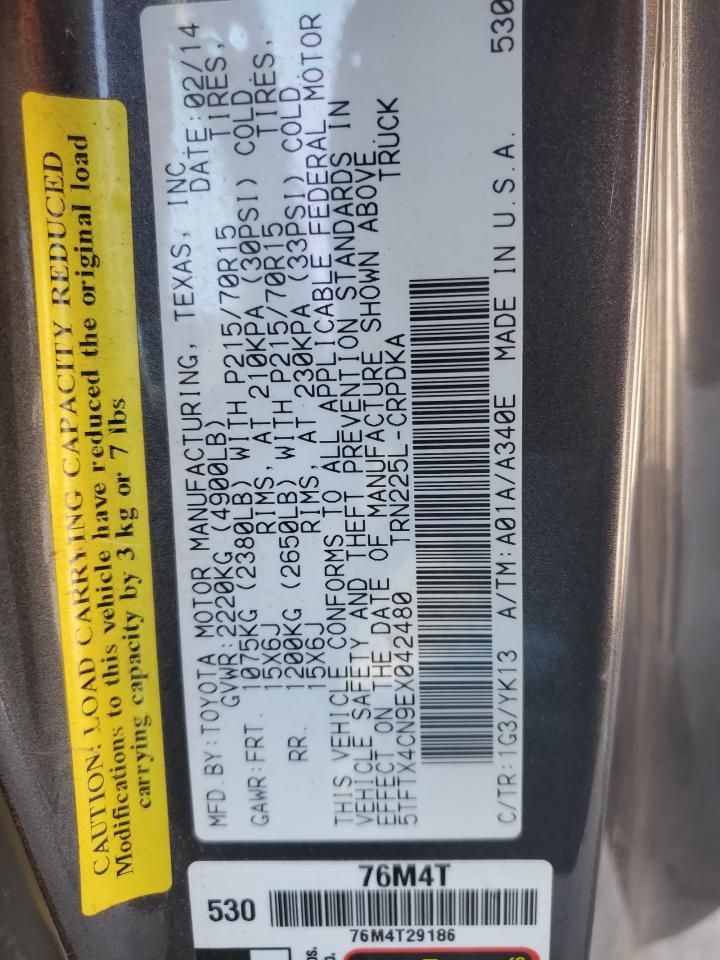 CAUTION! LOAD CARRYING CAPACITY REDUCED
Modifications to this vehicle have reduced the original load
carrying capacity by 3 kg or 7 lbs
MFD.BY:TOYOTA MOTOR MANUFACTURING, TEXAS, INC
GVWR:2220KG (4900LB) DATE:02/14
GAWR:FRT. 1075KG (2380LB) WITH P215/70R15 TIRES,
15X6J RIMS, AT 210KPA (30PSI) COLD
RR. 1200KG (2650LB) WITH P215/70R15 TIRES,
15X6J RIMS, AT 230KPA (33PSI) COLD
THIS VEHICLE CONFORMS TO ALL APPLICABLE FEDERAL MOTOR
VEHICLE SAFETY AND THEFT PREVENTION STANDARDS IN
EFFECT ON THE DATE OF MANUFACTURE SHOWN ABOVE.
5TFTX4CN9EX042480 TRN225L-CRPDKA TRUCK
C/TR:1G3/YK13 A/TM:A01A/A340E MADE IN U.S.A. 530
76M4T
530
76M4T29186